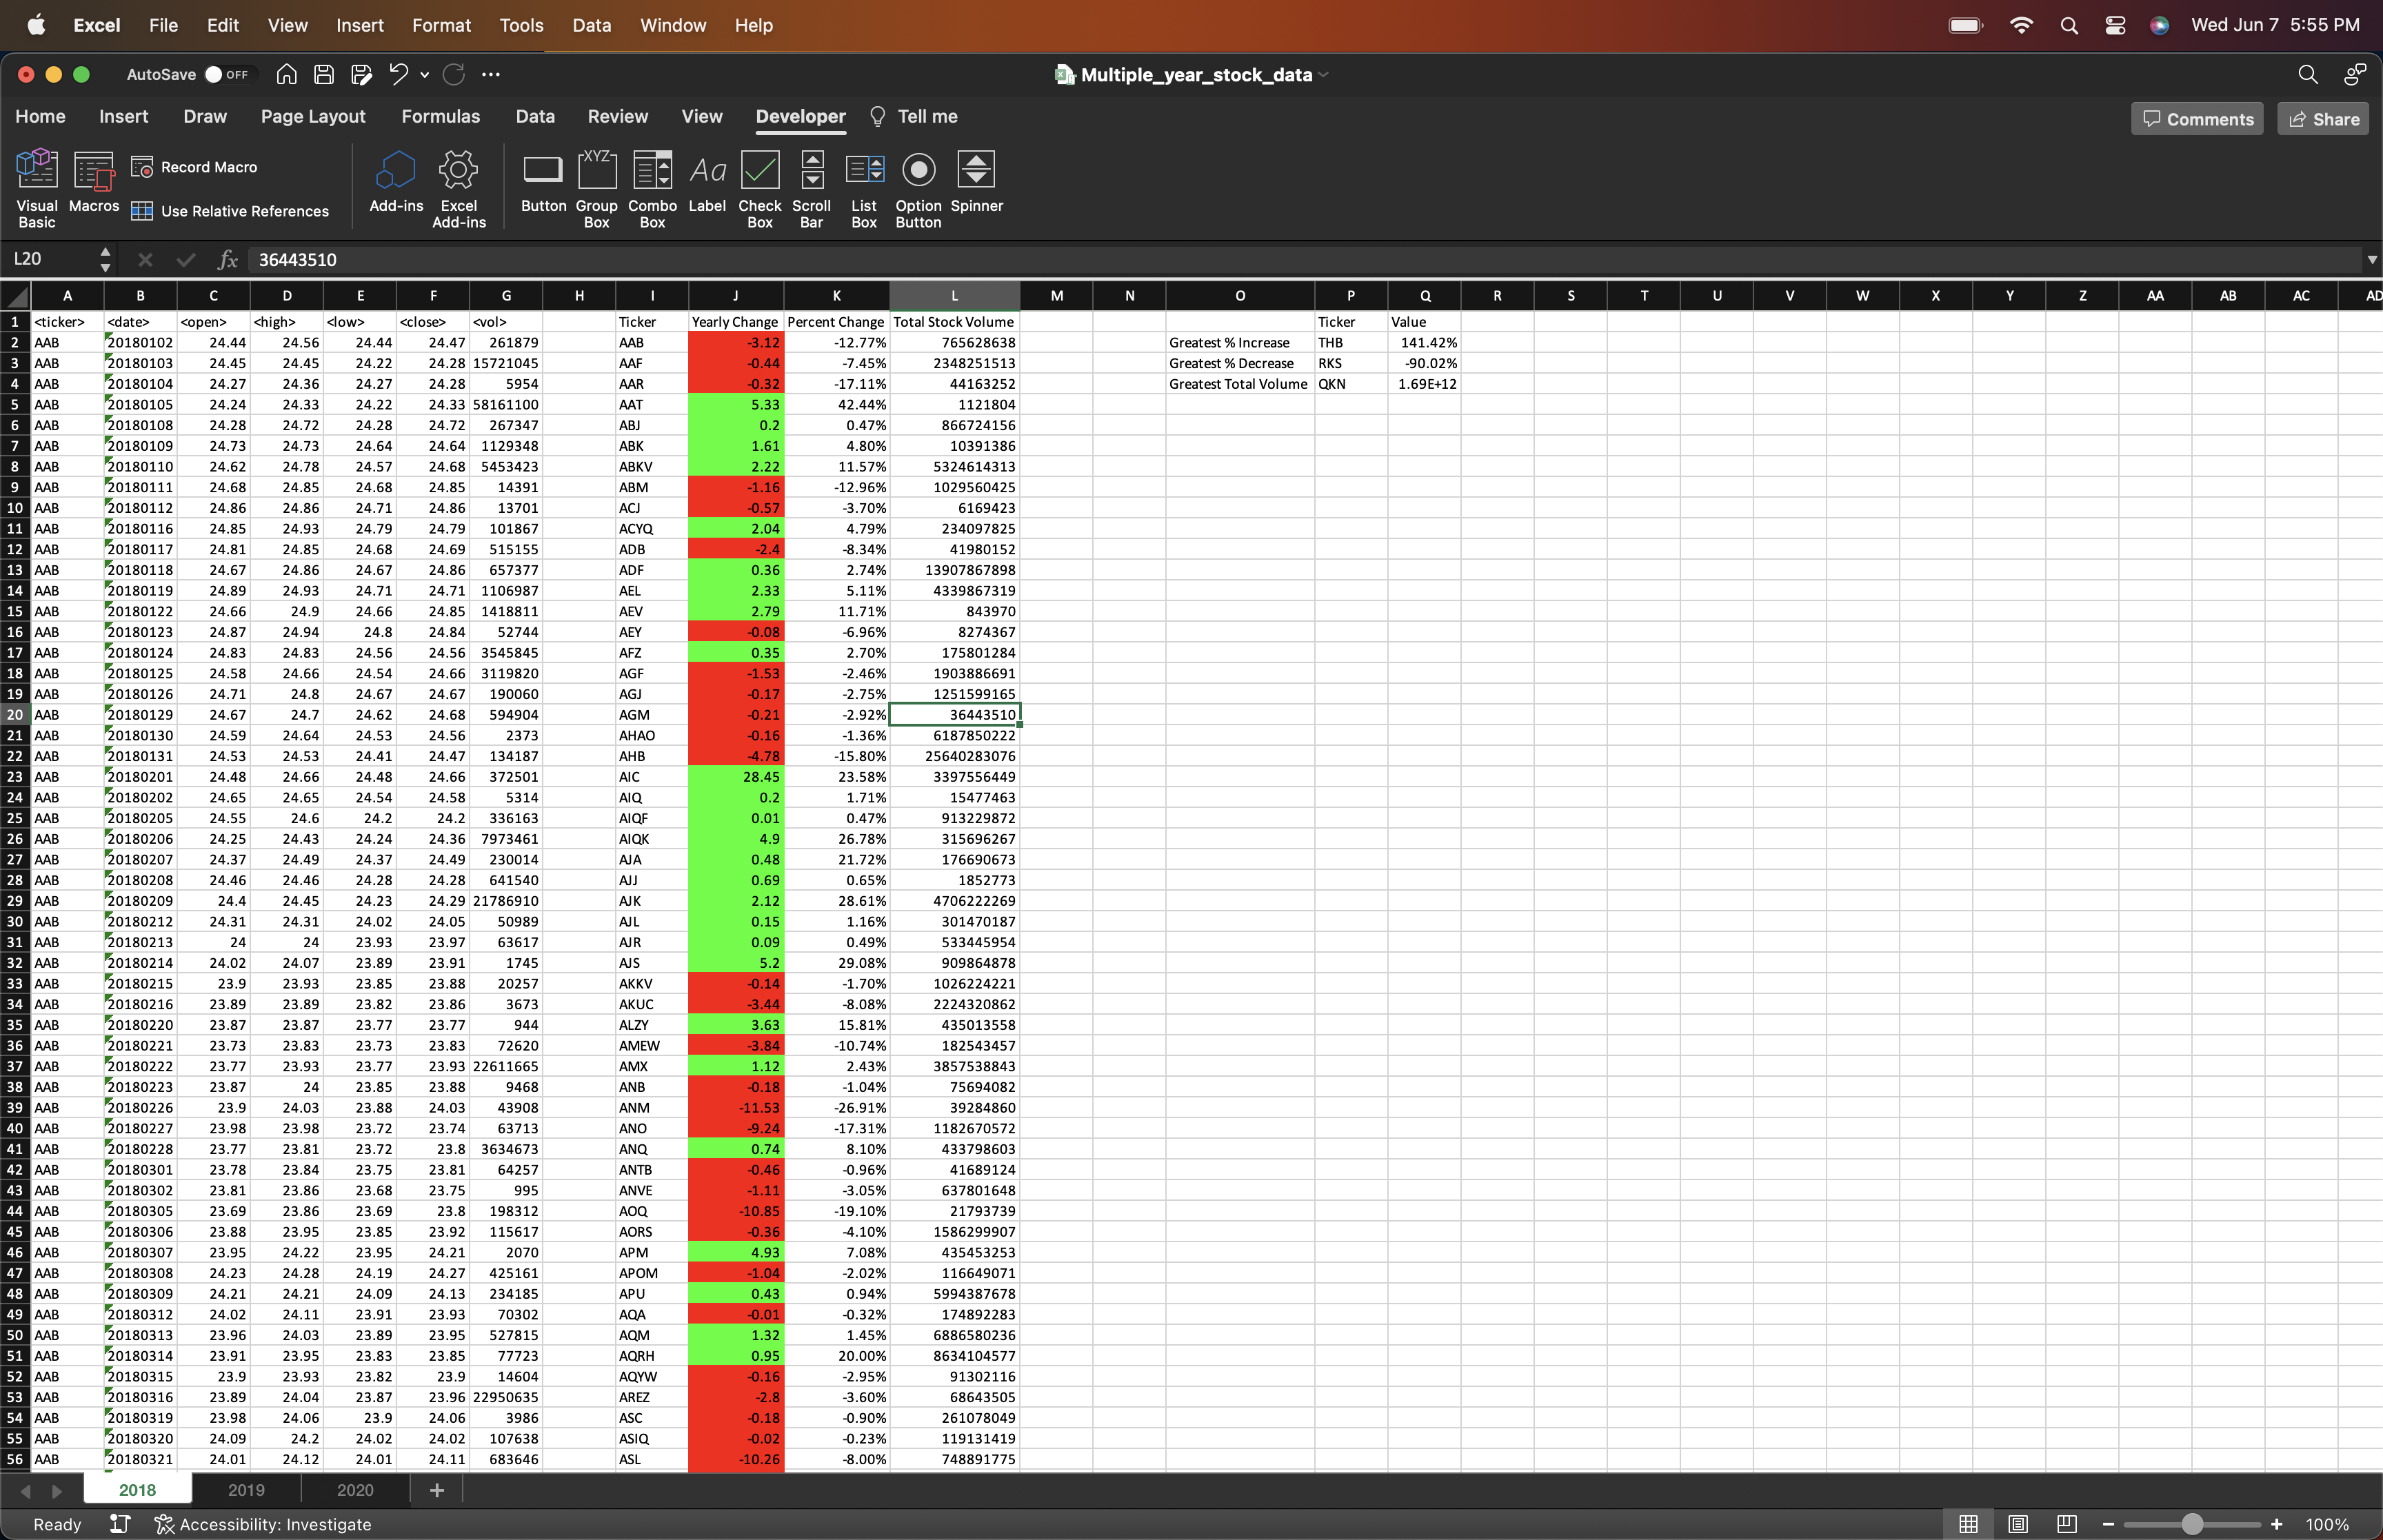 Excel File Edit View Insert Format Tools Data Window Help Wed Jun 7 5:55 PM
AutoSave OFF Multiple_year_stock_data
Home Insert Draw Page Layout Formulas Data Review View Developer Tell me Comments Share
Visual Basic Macros Record Macro Use Relative References Add-ins Excel Add-ins Button Group Box Combo Box Label Check Box Scroll Bar List Box Option Button Spinner
XYZ Aa
L20 fx 36443510
A B C D E F G H I J K L M N O P Q R S T U V W X Y Z AA AB AC AD
1 <ticker> <date> <open> <high> <low> <close> <vol> Ticker Yearly Change Percent Change Total Stock Volume Ticker Value
2 AAB 20180102 24.44 24.56 24.44 24.47 261879 AAB -3.12 -12.77% 765628638 Greatest % Increase THB 141.42%
3 AAB 20180103 24.45 24.45 24.22 24.28 15721045 AAF -0.44 -7.45% 2348251513 Greatest % Decrease RKS -90.02%
4 AAB 20180104 24.27 24.36 24.27 24.28 5954 AAR -0.32 -17.11% 44163252 Greatest Total Volume QKN 1.69E+12
5 AAB 20180105 24.24 24.33 24.22 24.33 58161100 AAT 5.33 42.44% 1121804
6 AAB 20180108 24.28 24.72 24.28 24.72 267347 ABJ 0.2 0.47% 866724156
7 AAB 20180109 24.73 24.73 24.64 24.64 1129348 ABK 1.61 4.80% 10391386
8 AAB 20180110 24.62 24.78 24.57 24.68 5453423 ABKV 2.22 11.57% 5324614313
9 AAB 20180111 24.68 24.85 24.68 24.85 14391 ABM -1.16 -12.96% 1029560425
10 AAB 20180112 24.86 24.86 24.71 24.86 13701 ACJ -0.57 -3.70% 6169423
11 AAB 20180116 24.85 24.93 24.79 24.79 101867 ACYQ 2.04 4.79% 234097825
12 AAB 20180117 24.81 24.85 24.68 24.69 515155 ADB -2.4 -8.34% 41980152
13 AAB 20180118 24.67 24.86 24.67 24.86 657377 ADF 0.36 2.74% 13907867898
14 AAB 20180119 24.89 24.93 24.71 24.71 1106987 AEL 2.33 5.11% 4339867319
15 AAB 20180122 24.66 24.9 24.66 24.85 1418811 AEV 2.79 11.71% 843970
16 AAB 20180123 24.87 24.94 24.8 24.84 52744 AEY -0.08 -6.96% 8274367
17 AAB 20180124 24.83 24.83 24.56 24.56 3545845 AFZ 0.35 2.70% 175801284
18 AAB 20180125 24.58 24.66 24.54 24.66 3119820 AGF -1.53 -2.46% 1903886691
19 AAB 20180126 24.71 24.8 24.67 24.67 190060 AGJ -0.17 -2.75% 1251599165
20 AAB 20180129 24.67 24.7 24.62 24.68 594904 AGM -0.21 -2.92% 36443510
21 AAB 20180130 24.59 24.64 24.53 24.56 2373 AHAO -0.16 -1.36% 6187850222
22 AAB 20180131 24.53 24.53 24.41 24.47 134187 AHB -4.78 -15.80% 25640283076
23 AAB 20180201 24.48 24.66 24.48 24.66 372501 AIC 28.45 23.58% 3397556449
24 AAB 20180202 24.65 24.65 24.54 24.58 5314 AIQ 0.2 1.71% 15477463
25 AAB 20180205 24.55 24.6 24.2 24.2 336163 AIQF 0.01 0.47% 913229872
26 AAB 20180206 24.25 24.43 24.24 24.36 7973461 AIQK 4.9 26.78% 315696267
27 AAB 20180207 24.37 24.49 24.37 24.49 230014 AJA 0.48 21.72% 176690673
28 AAB 20180208 24.46 24.46 24.28 24.28 641540 AJJ 0.69 0.65% 1852773
29 AAB 20180209 24.4 24.45 24.23 24.29 21786910 AJK 2.12 28.61% 4706222269
30 AAB 20180212 24.31 24.31 24.02 24.05 50989 AJL 0.15 1.16% 301470187
31 AAB 20180213 24 24 23.93 23.97 63617 AJR 0.09 0.49% 533445954
32 AAB 20180214 24.02 24.07 23.89 23.91 1745 AJS 5.2 29.08% 909864878
33 AAB 20180215 23.9 23.93 23.85 23.88 20257 AKKV -0.14 -1.70% 1026224221
34 AAB 20180216 23.89 23.89 23.82 23.86 3673 AKUC -3.44 -8.08% 2224320862
35 AAB 20180220 23.87 23.87 23.77 23.77 944 ALZY 3.63 15.81% 435013558
36 AAB 20180221 23.73 23.83 23.73 23.83 72620 AMEW -3.84 -10.74% 182543457
37 AAB 20180222 23.77 23.93 23.77 23.93 22611665 AMX 1.12 2.43% 3857538843
38 AAB 20180223 23.87 24 23.85 23.88 9468 ANB -0.18 -1.04% 75694082
39 AAB 20180226 23.9 24.03 23.88 24.03 43908 ANM -11.53 -26.91% 39284860
40 AAB 20180227 23.98 23.98 23.72 23.74 63713 ANO -9.24 -17.31% 1182670572
41 AAB 20180228 23.77 23.81 23.72 23.8 3634673 ANQ 0.74 8.10% 433798603
42 AAB 20180301 23.78 23.84 23.75 23.81 64257 ANTB -0.46 -0.96% 41689124
43 AAB 20180302 23.81 23.86 23.68 23.75 995 ANVE -1.11 -3.05% 637801648
44 AAB 20180305 23.69 23.86 23.69 23.8 198312 AOQ -10.85 -19.10% 21793739
45 AAB 20180306 23.88 23.95 23.85 23.92 115617 AORS -0.36 -4.10% 1586299907
46 AAB 20180307 23.95 24.22 23.95 24.21 2070 APM 4.93 7.08% 435453253
47 AAB 20180308 24.23 24.28 24.19 24.27 425161 APOM -1.04 -2.02% 116649071
48 AAB 20180309 24.21 24.21 24.09 24.13 234185 APU 0.43 0.94% 5994387678
49 AAB 20180312 24.02 24.11 23.91 23.93 70302 AQA -0.01 -0.32% 174892283
50 AAB 20180313 23.96 24.03 23.89 23.95 527815 AQM 1.32 1.45% 6886580236
51 AAB 20180314 23.91 23.95 23.83 23.85 77723 AQRH 0.95 20.00% 8634104577
52 AAB 20180315 23.9 23.93 23.82 23.9 14604 AQYW -0.16 -2.95% 91302116
53 AAB 20180316 23.89 24.04 23.87 23.96 22950635 AREZ -2.8 -3.60% 68643505
54 AAB 20180319 23.98 24.06 23.9 24.06 3986 ASC -0.18 -0.90% 261078049
55 AAB 20180320 24.09 24.2 24.02 24.02 107638 ASIQ -0.02 -0.23% 119131419
56 AAB 20180321 24.01 24.12 24.01 24.11 683646 ASL -10.26 -8.00% 748891775
2018 2019 2020 +
Ready Accessibility: Investigate 100%